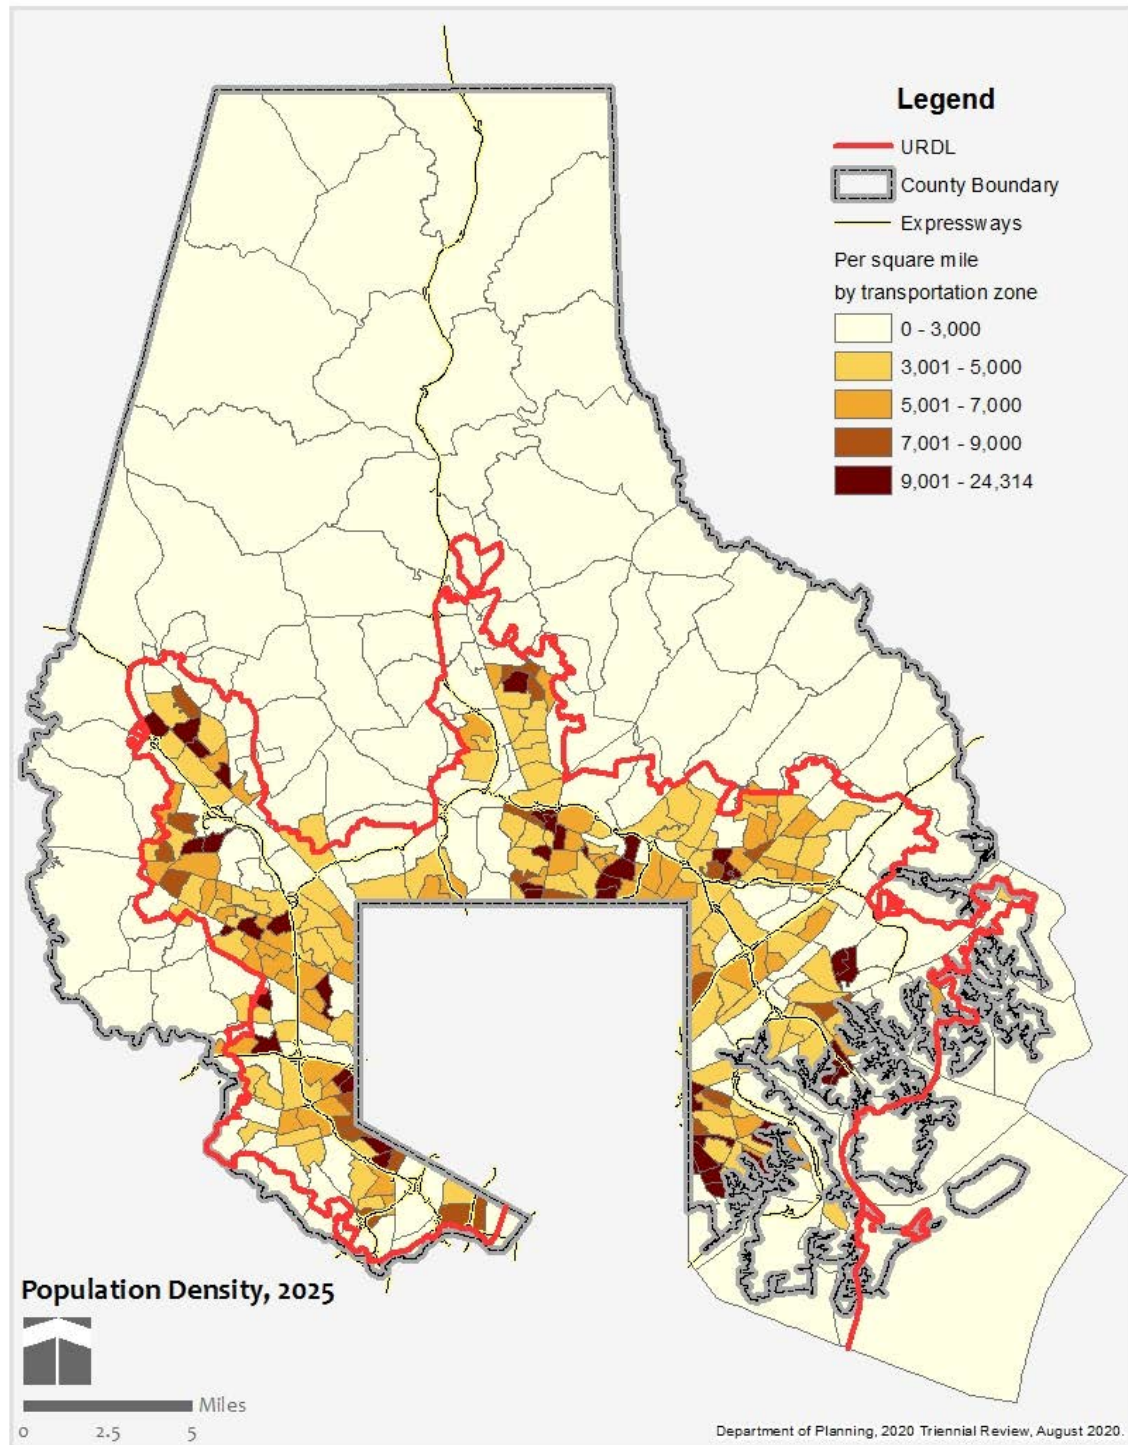 Legend
URDL
County Boundary
Expressways
Per square mile
by transportation zone
0 - 3,000
3,001 - 5,000
5,001 - 7,000
7,001 - 9,000
9,001 - 24,314
Population Density, 2025
Miles
0 2.5 5
Department of Planning, 2020 Triennial Review, August 2020.